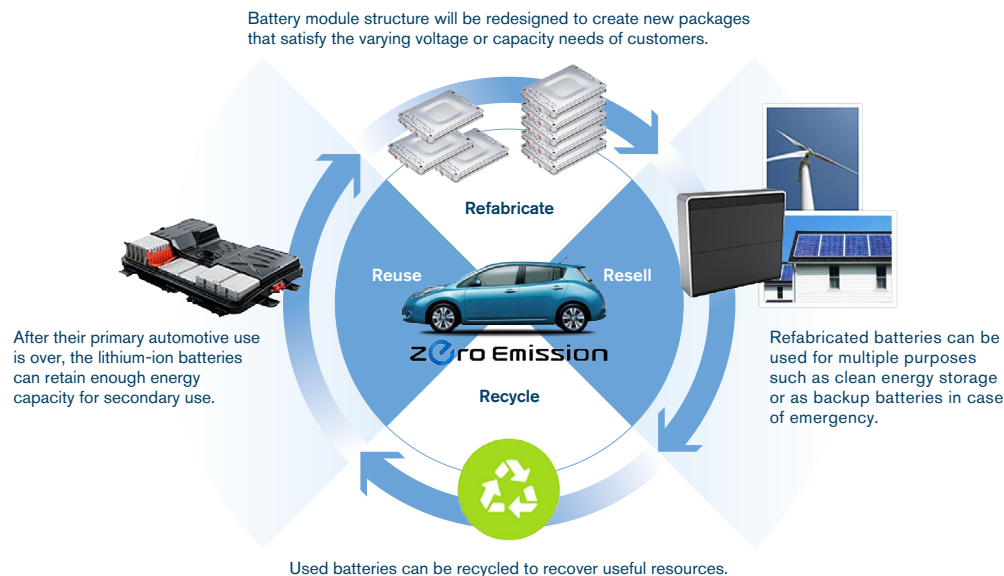 Battery module structure will be redesigned to create new packages
that satisfy the varying voltage or capacity needs of customers.
Refabricate
Reuse
Resell
zero Emission
Recycle
After their primary automotive use
is over, the lithium-ion batteries
can retain enough energy
capacity for secondary use.
Refabricated batteries can be
used for multiple purposes
such as clean energy storage
or as backup batteries in case
of emergency.
Used batteries can be recycled to recover useful resources.